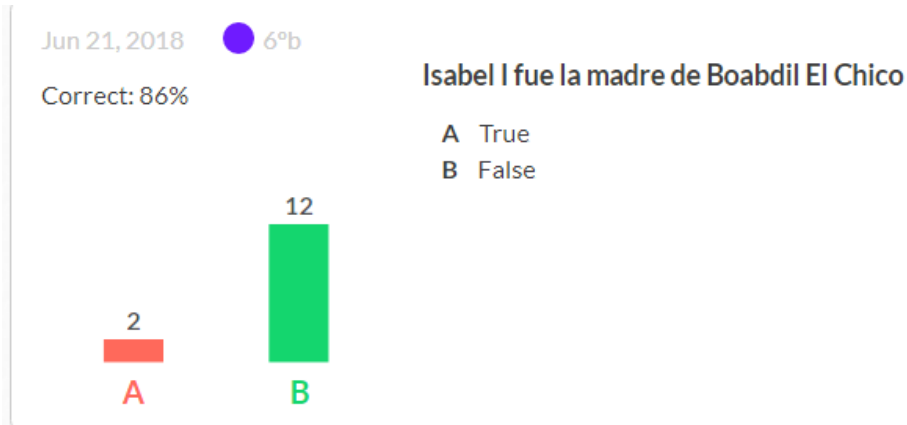 Jun 21, 2018 6ºb
Correct: 86%
Isabel I fue la madre de Boabdil El Chico
A True
B False
12
2
A B